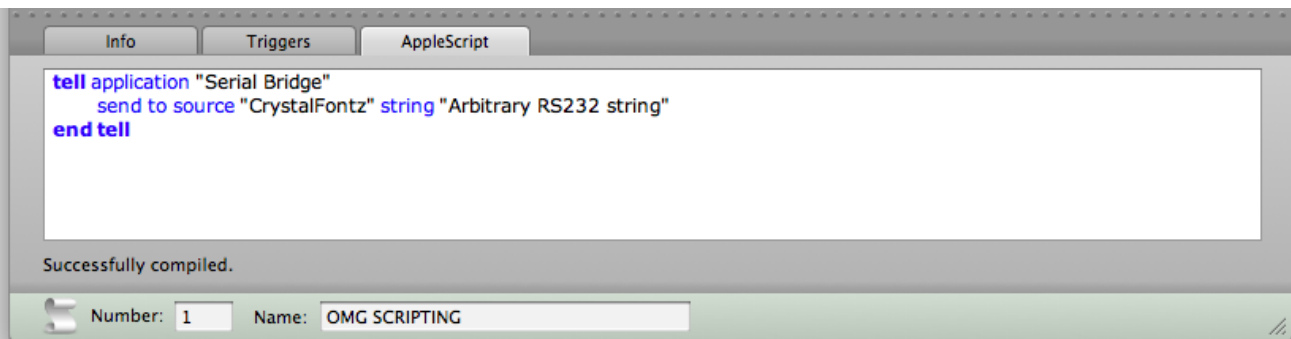 Info Triggers AppleScript
tell application "Serial Bridge"
send to source "CrystalFontz" string "Arbitrary RS232 string"
end tell
Successfully compiled.
Number: 1 Name: OMG SCRIPTING